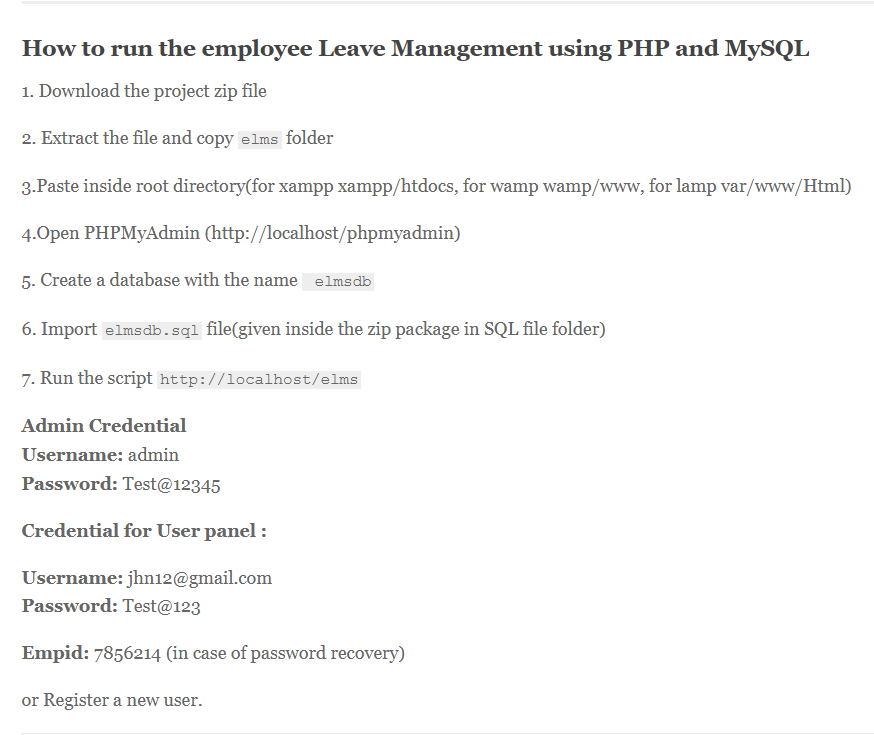 How to run the employee Leave Management using PHP and MySQL
1. Download the project zip file
2. Extract the file and copy elms folder
3.Paste inside root directory(for xampp xampp/htdocs, for wamp wamp/www, for lamp var/www/Html)
4.Open PHPMyAdmin (http://localhost/phpmyadmin)
5. Create a database with the name elmsdb
6. Import elmsdb.sql file(given inside the zip package in SQL file folder)
7. Run the script http://localhost/elms
Admin Credential
Username: admin
Password: Test@12345
Credential for User panel :
Username: jhn12@gmail.com
Password: Test@123
Empid: 7856214 (in case of password recovery)
or Register a new user.